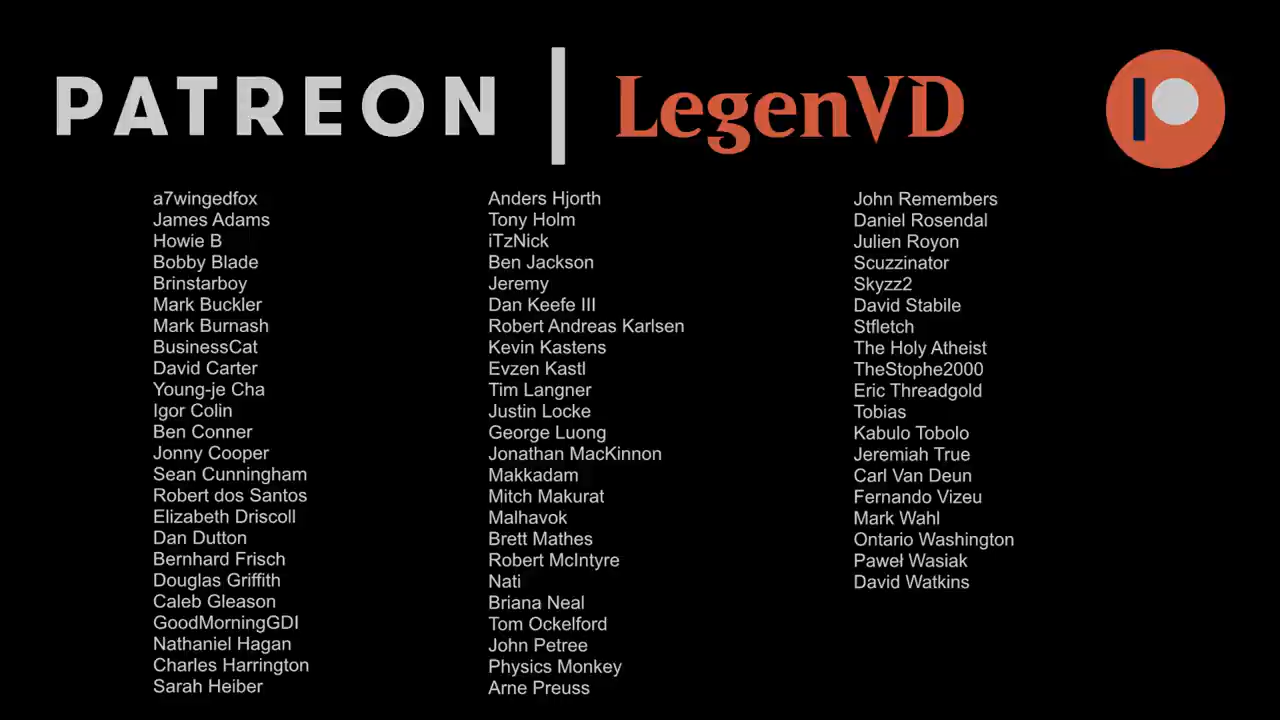 PATREON | LegenVD
a7wingedfox
James Adams
Howie B
Bobby Blade
Brinstarboy
Mark Buckler
Mark Burnash
BusinessCat
David Carter
Young-je Cha
Igor Colin
Ben Conner
Jonny Cooper
Sean Cunningham
Robert dos Santos
Elizabeth Driscoll
Dan Dutton
Bernhard Frisch
Douglas Griffith
Caleb Gleason
GoodMorningGDI
Nathaniel Hagan
Charles Harrington
Sarah Heiber
Anders Hjorth
Tony Holm
iTzNick
Ben Jackson
Jeremy
Dan Keefe III
Robert Andreas Karlsen
Kevin Kastens
Evzen Kastl
Tim Langner
Justin Locke
George Luong
Jonathan MacKinnon
Makkadam
Mitch Makurat
Malhavok
Brett Mathes
Robert McIntyre
Nati
Briana Neal
Tom Ockelford
John Petree
Physics Monkey
Arne Preuss
John Remembers
Daniel Rosendal
Julien Royon
Scuzzinator
Skyzz2
David Stabile
Stfletch
The Holy Atheist
TheStophe2000
Eric Threadgold
Tobias
Kabulo Tobolo
Jeremiah True
Carl Van Deun
Fernando Vizeu
Mark Wahl
Ontario Washington
Paweł Wasiak
David Watkins